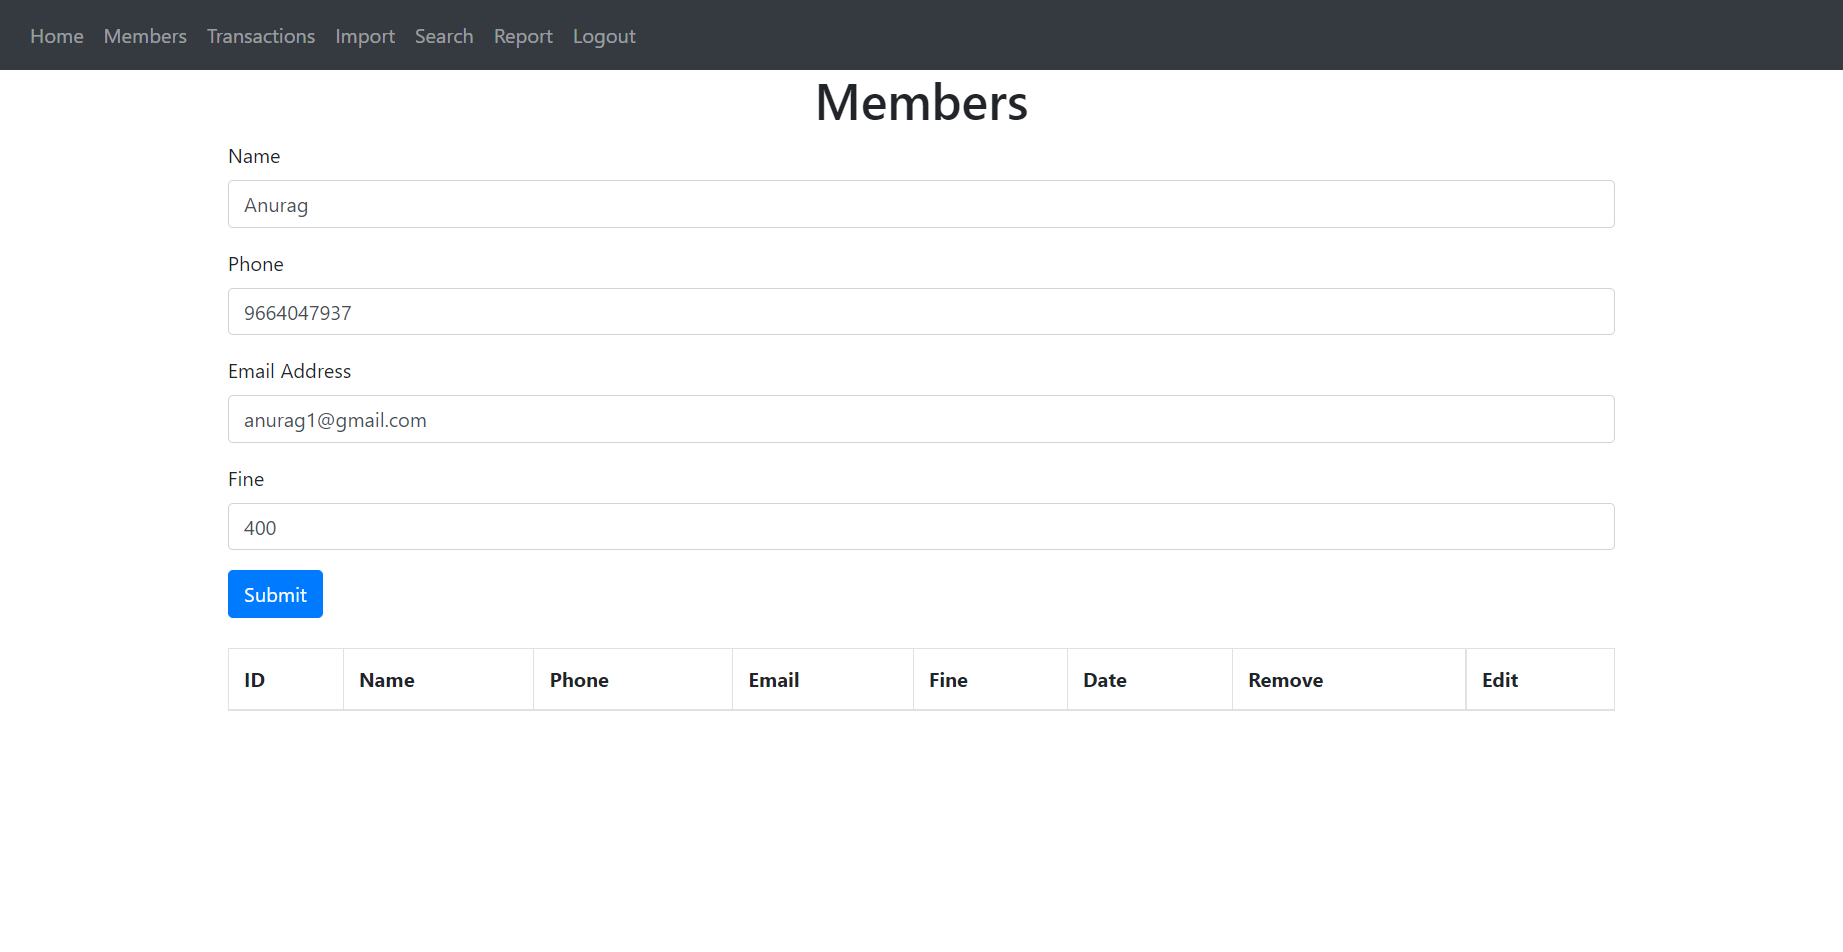 Home Members Transactions Import Search Report Logout
Members
Name
Anurag
Phone
9664047937
Email Address
anurag1@gmail.com
Fine
400
Submit
ID Name Phone Email Fine Date Remove Edit